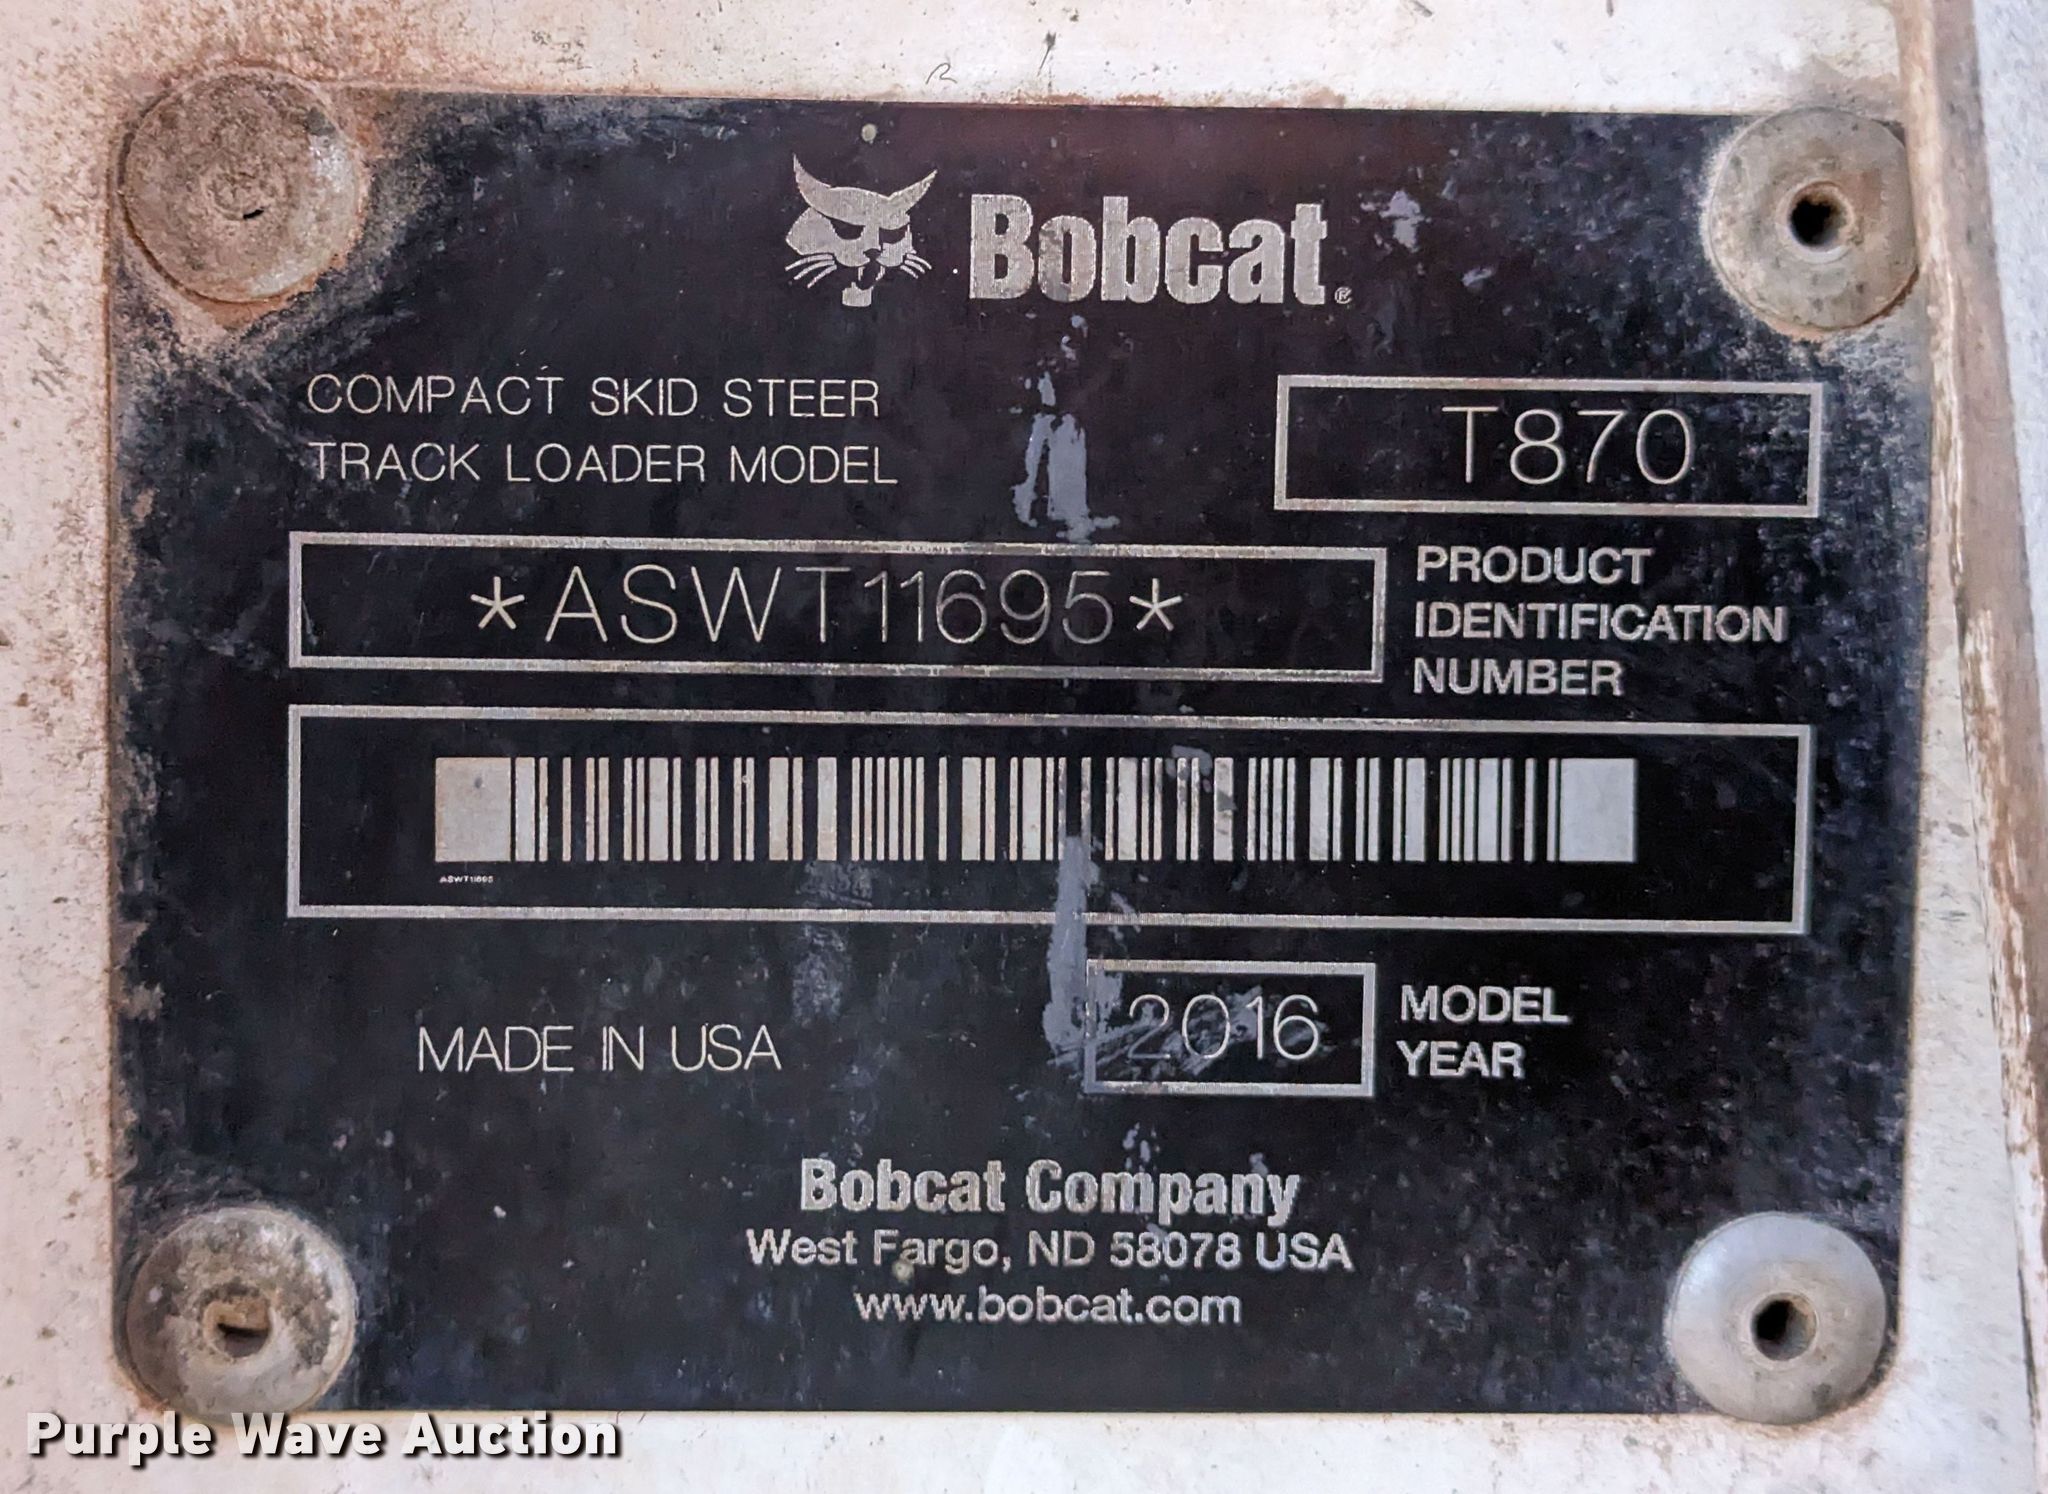 Bobcat®
COMPACT SKID STEER
TRACK LOADER MODEL
T870
*ASWT11695*
PRODUCT
IDENTIFICATION
NUMBER
ASWT11695
MADE IN USA
2016
MODEL
YEAR
Bobcat Company
West Fargo, ND 58078 USA
www.bobcat.com
Purple Wave Auction